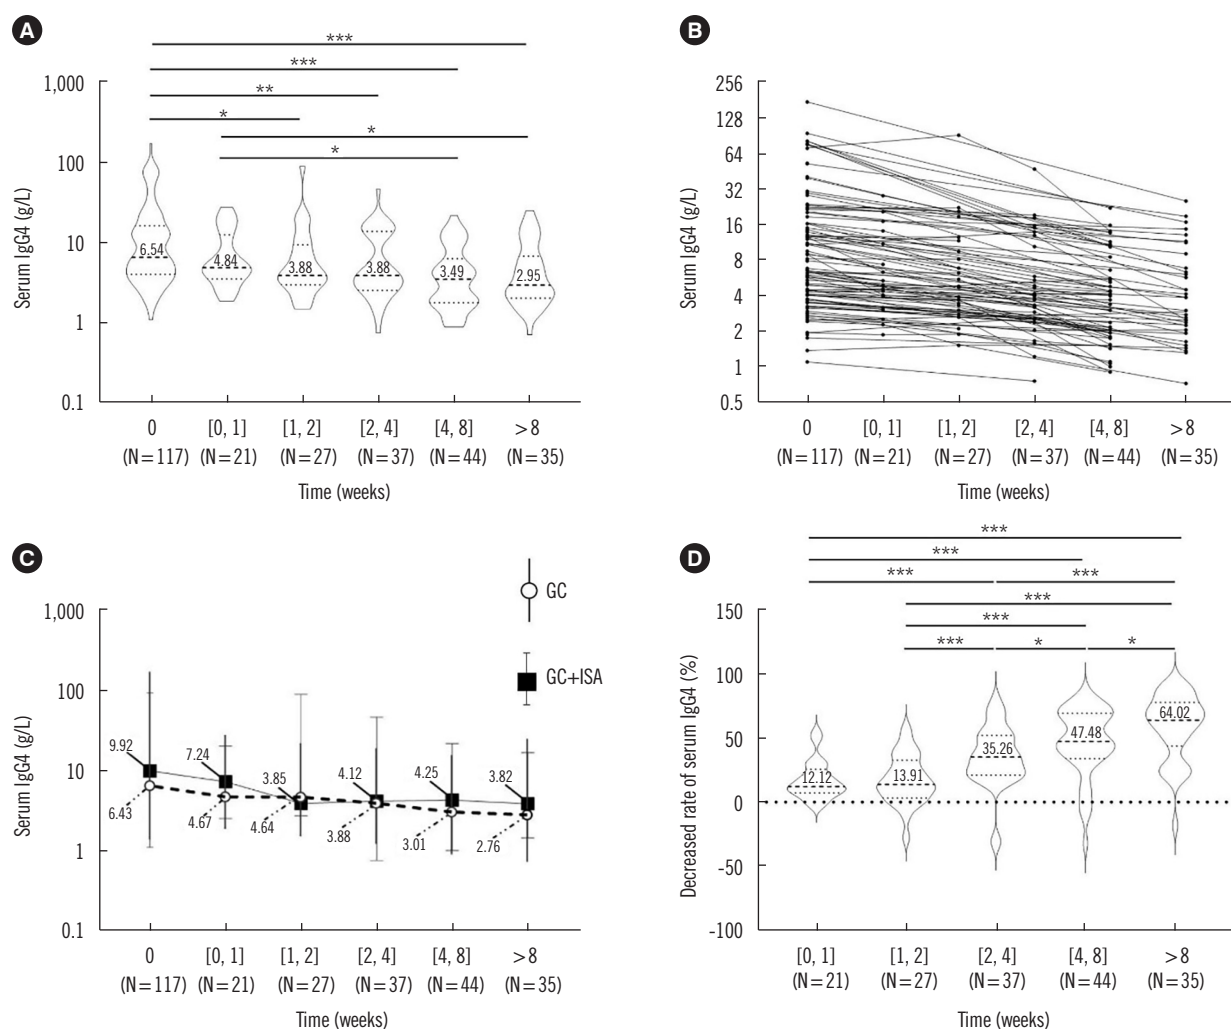 A
***
***
**
*
*
*
1,000
100
10
1
0.1
Serum IgG4 (g/L)
6.54
4.84
3.88
3.88
3.49
2.95
0 [0, 1] [1, 2] [2, 4] [4, 8] >8
(N=117) (N=21) (N=27) (N=37) (N=44) (N=35)
Time (weeks)
B
256
128
64
32
16
8
4
2
1
0.5
Serum IgG4 (g/L)
0 [0, 1] [1, 2] [2, 4] [4, 8] >8
(N=117) (N=21) (N=27) (N=37) (N=44) (N=35)
Time (weeks)
C
GC
GC+ISA
1,000
100
10
1
0.1
Serum IgG4 (g/L)
9.92
7.24
3.85
4.12
4.25
3.82
6.43
4.67
4.64
3.88
3.01
2.76
0 [0, 1] [1, 2] [2, 4] [4, 8] >8
(N=117) (N=21) (N=27) (N=37) (N=44) (N=35)
Time (weeks)
D
***
***
*** ***
***
***
*** * *
150
100
50
0
-50
-100
Decreased rate of serum IgG4 (%)
12.12
13.91
35.26
47.48
64.02
[0, 1] [1, 2] [2, 4] [4, 8] >8
(N=21) (N=27) (N=37) (N=44) (N=35)
Time (weeks)